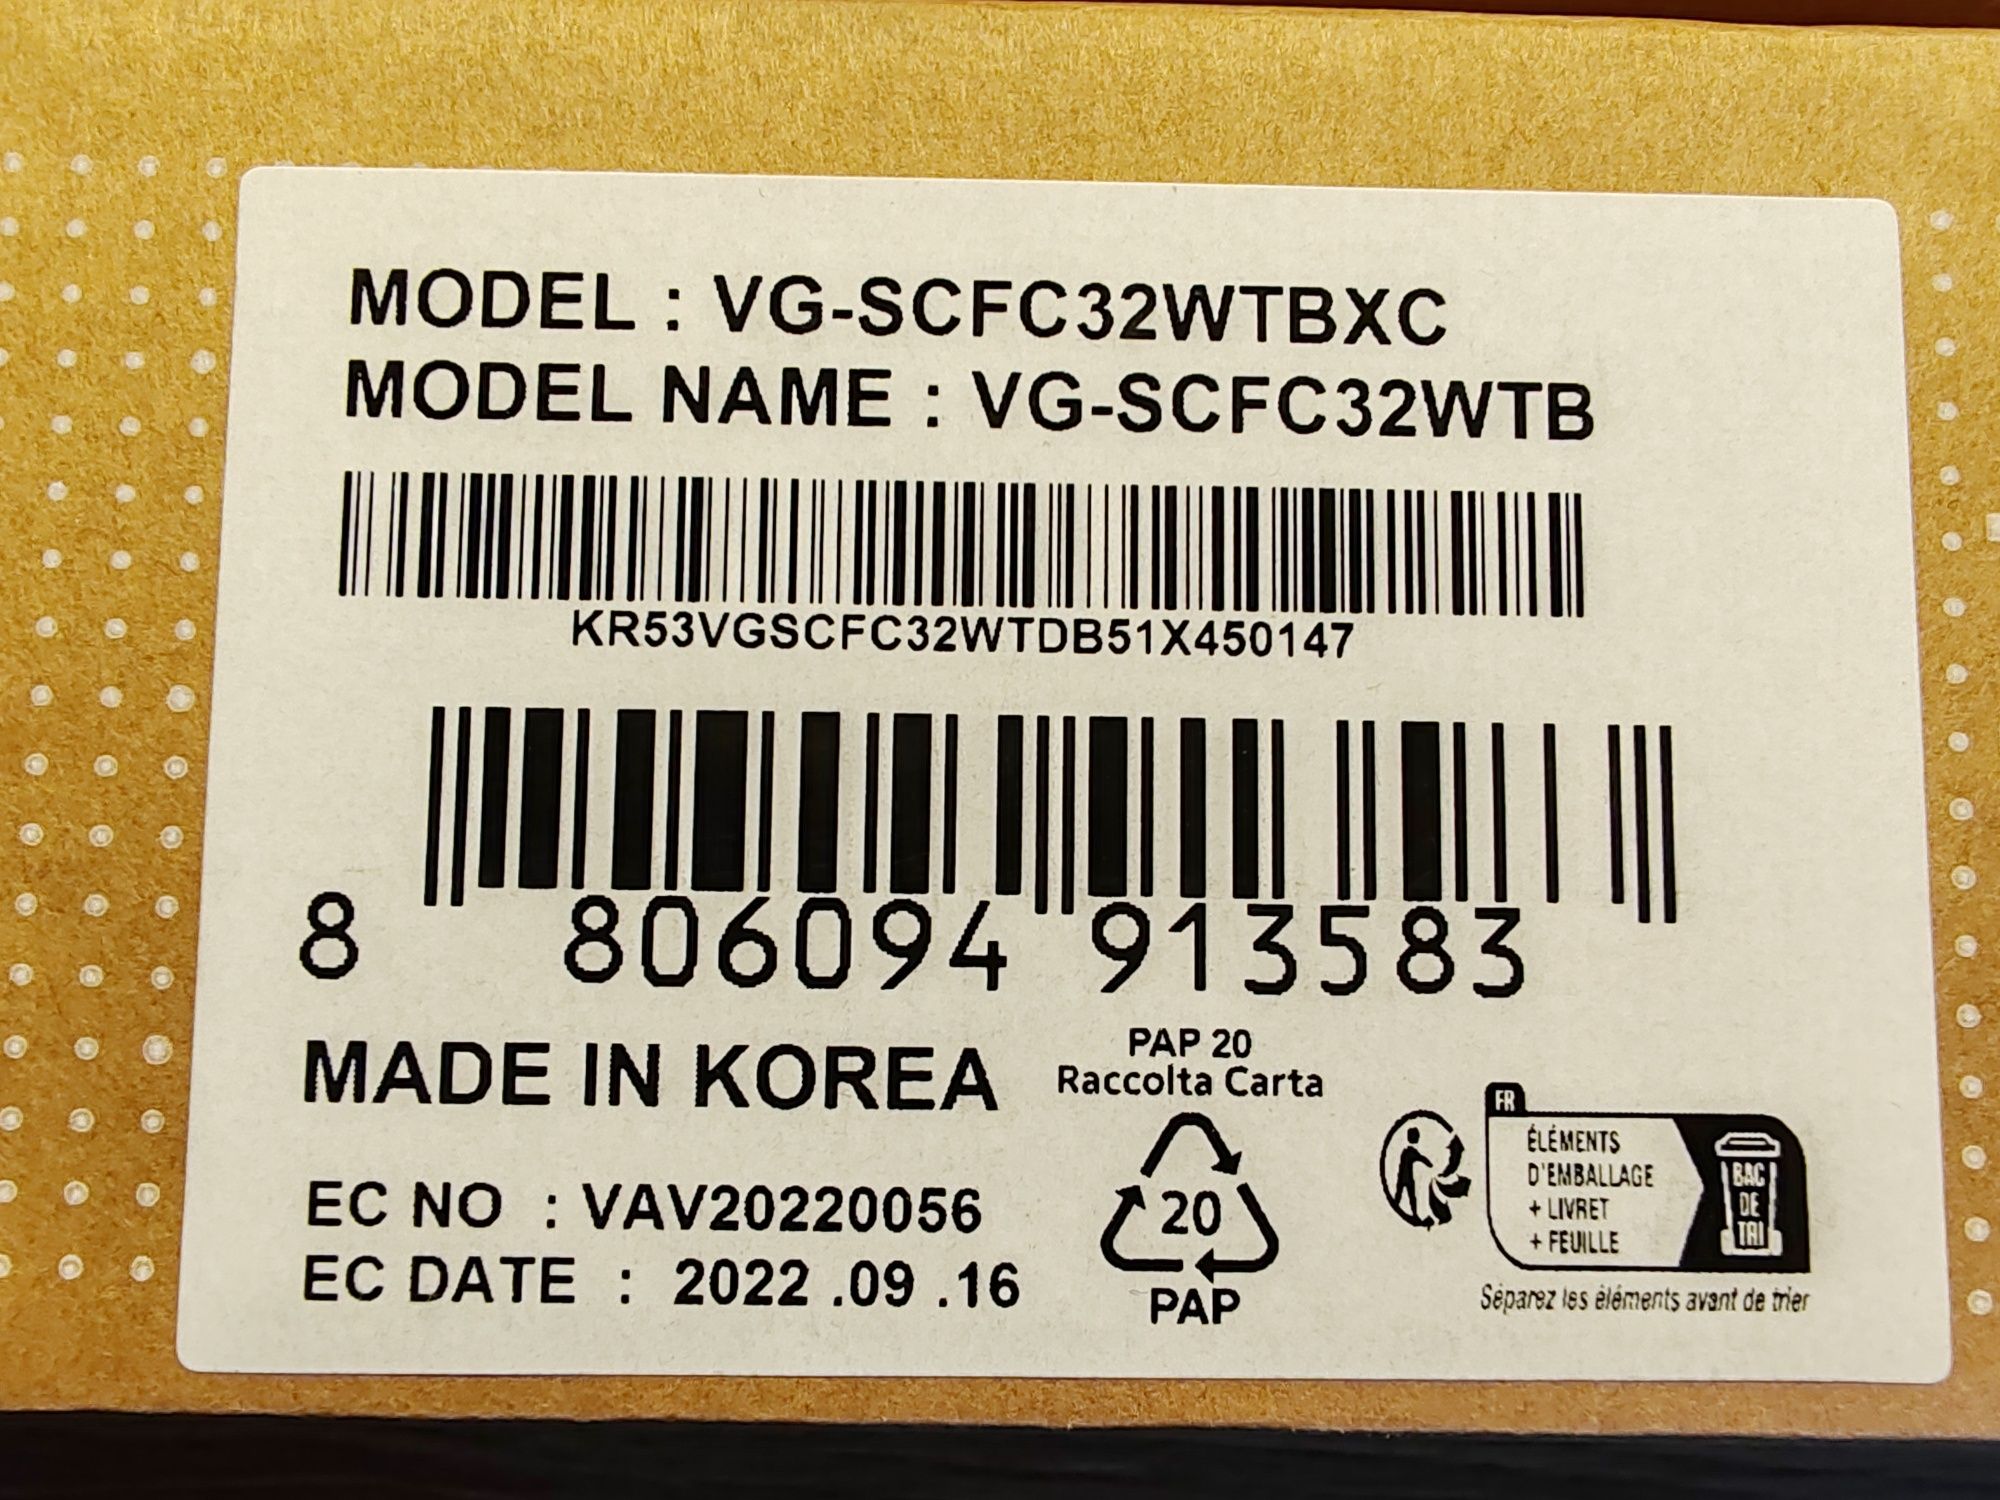 MODEL : VG-SCFC32WTBXC
MODEL NAME : VG-SCFC32WTB
KR53VGSCFC32WTDB51X450147
8 806094 913583
MADE IN KOREA
PAP 20
Raccolta Carta
20
PAP
EC NO : VAV20220056
EC DATE : 2022 .09 .16
FR
ÉLÉMENTS
D'EMBALLAGE
+ LIVRET
+ FEUILLE
BAC
DE
TRI
Séparez les éléments avant de trier